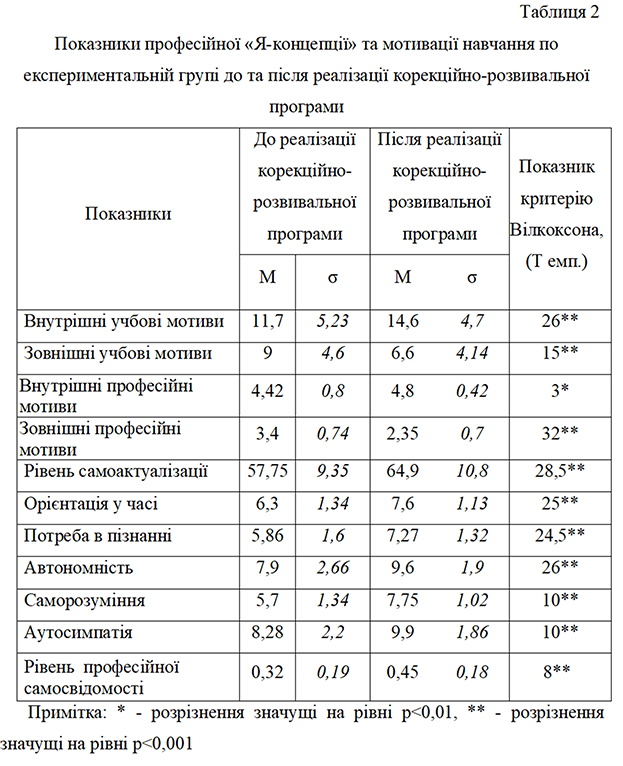 Таблиця 2
Показники професійної «Я-концепції» та мотивації навчання по
експериментальній групі до та після реалізації корекційно-розвивальної
програми
Показники
До реалізації
корекційно-
розвивальної
програми
Після реалізації
корекційно-
розвивальної
програми
Показник
критерію
Вілкоксона,
(Т емп.)
М σ М σ
Внутрішні учбові мотиви 11,7 5,23 14,6 4,7 26**
Зовнішні учбові мотиви 9 4,6 6,6 4,14 15**
Внутрішні професійні
мотиви 4,42 0,8 4,8 0,42 3*
Зовнішні професійні
мотиви 3,4 0,74 2,35 0,7 32**
Рівень самоактуалізації 57,75 9,35 64,9 10,8 28,5**
Орієнтація у часі 6,3 1,34 7,6 1,13 25**
Потреба в пізнанні 5,86 1,6 7,27 1,32 24,5**
Автономність 7,9 2,66 9,6 1,9 26**
Саморозуміння 5,7 1,34 7,75 1,02 10**
Аутосимпатія 8,28 2,2 9,9 1,86 10**
Рівень професійної
самосвідомості 0,32 0,19 0,45 0,18 8**
Примітка: * - розрізнення значущі на рівні p<0,01, ** - розрізнення
значущі на рівні p<0,001